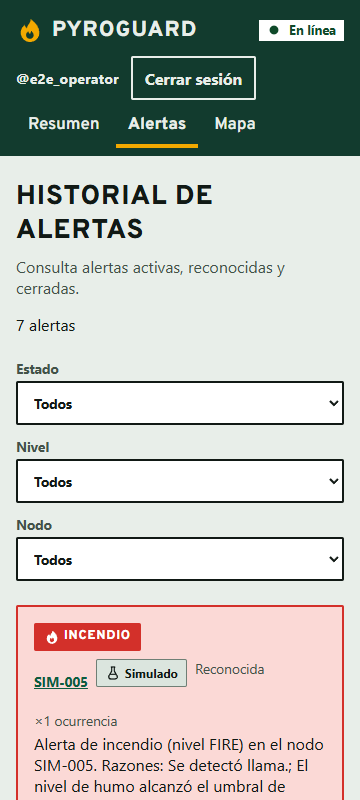 PYROGUARD
En línea
@e2e_operator
Cerrar sesión
Resumen
Alertas
Mapa
HISTORIAL DE
ALERTAS
Consulta alertas activas, reconocidas y
cerradas.
7 alertas
Estado
Todos
Nivel
Todos
Nodo
Todos
INCENDIO
SIM-005
Simulado
Reconocida
×1 ocurrencia
Alerta de incendio (nivel FIRE) en el nodo
SIM-005. Razones: Se detectó llama.; El
nivel de humo alcanzó el umbral de